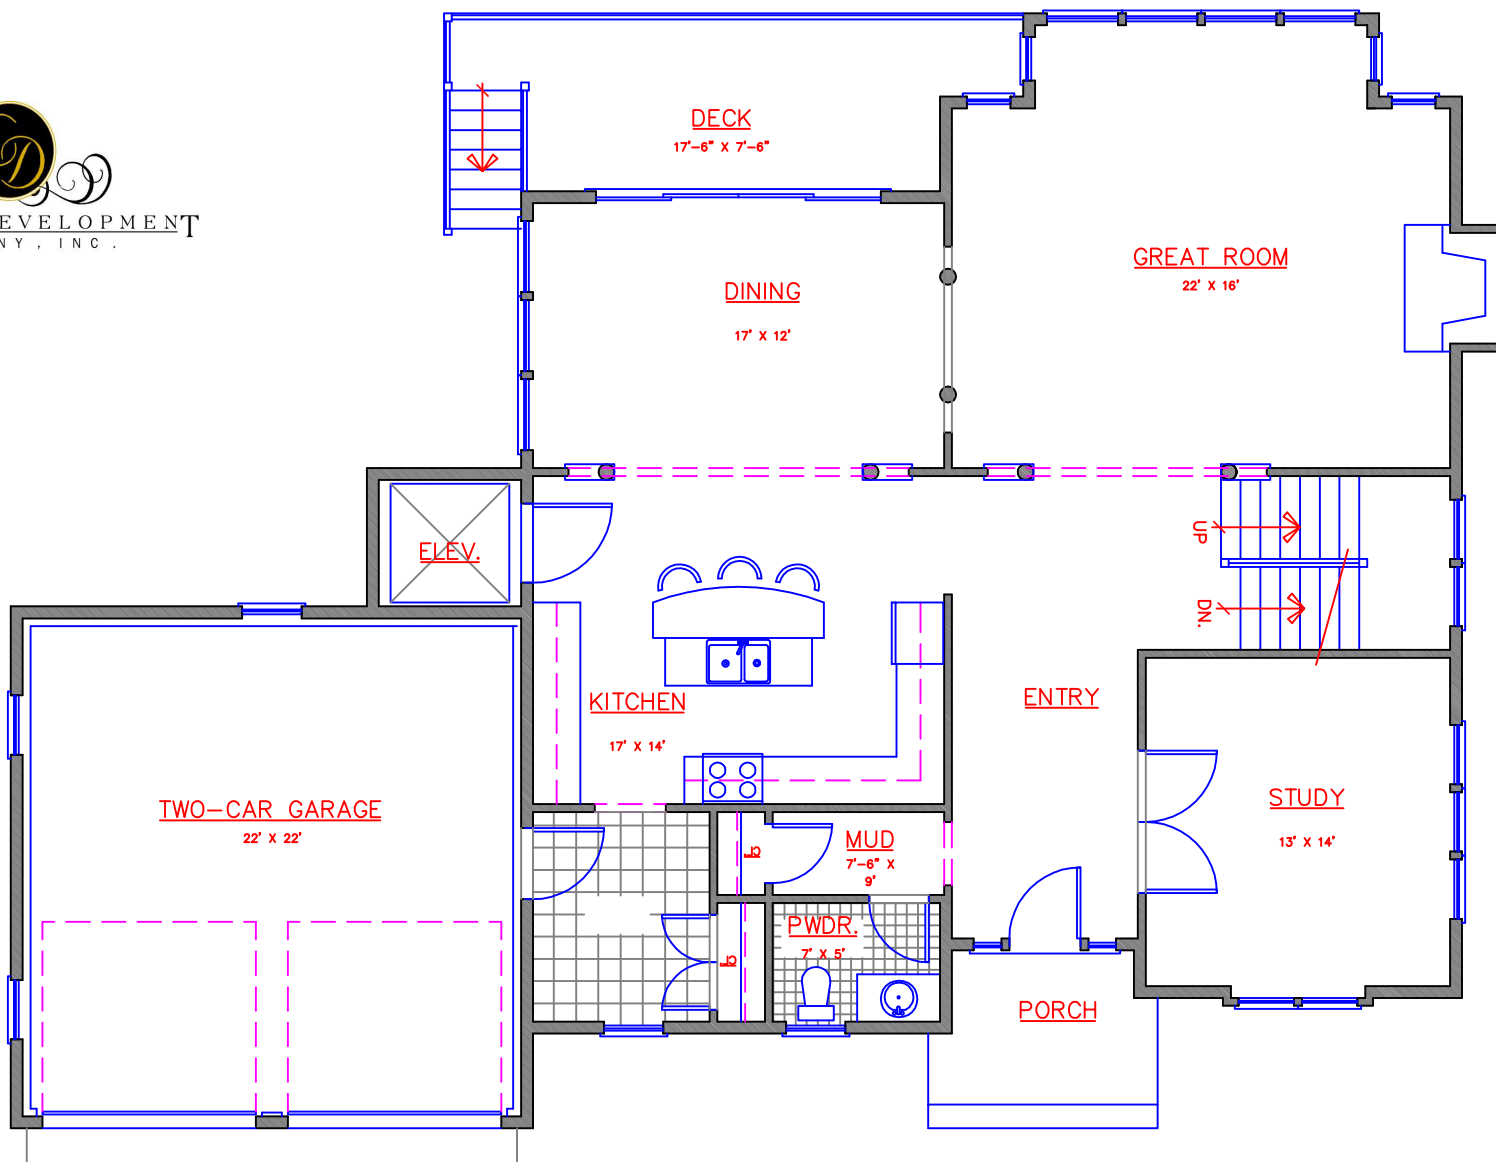 D
EVELOPMENT
NY, INC.
DECK
17'-6" X 7'-6"
GREAT ROOM
22' X 16'
DINING
17' X 12'
ELEV.
UP
DN.
KITCHEN
17' X 14'
ENTRY
TWO-CAR GARAGE
22' X 22'
STUDY
13' X 14'
MUD
7'-6" X
9'
PWDR.
7' X 5'
PORCH